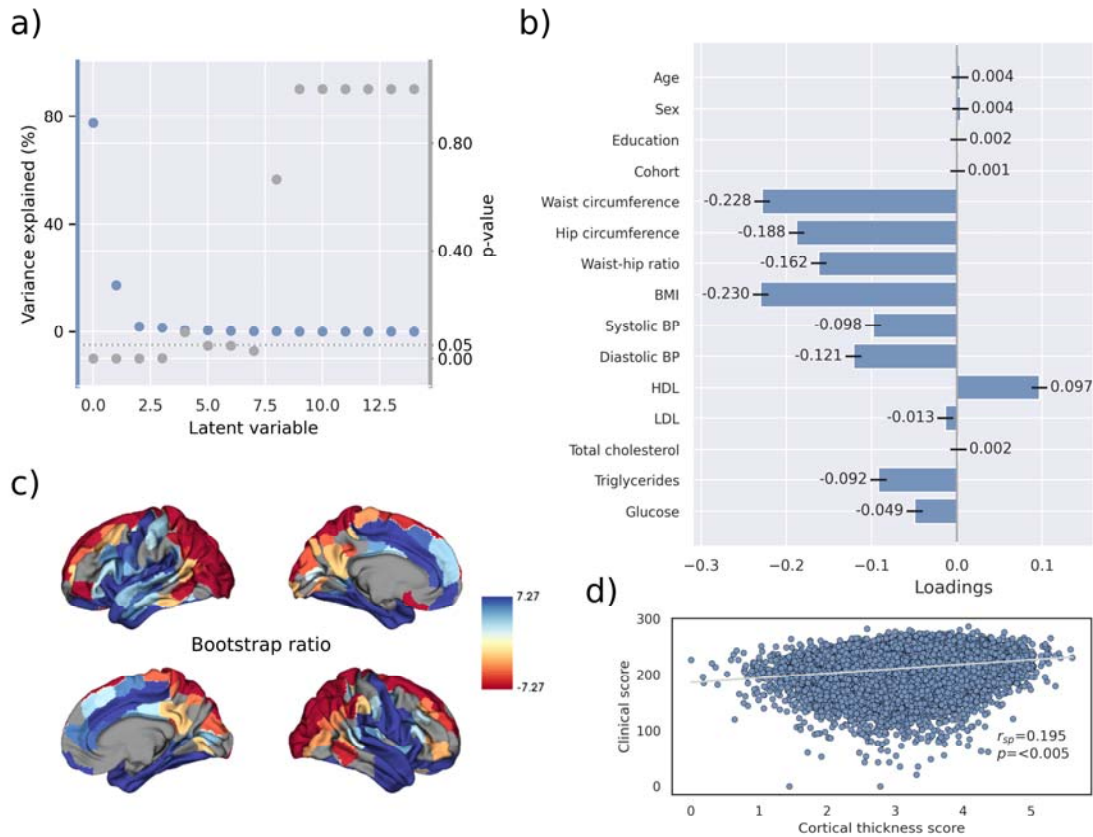 a)
80
40
0
Variance explained (%)
0.80
0.40
0.05
0.00
p-value
0.0 2.5 5.0 7.5 10.0 12.5
Latent variable
b)
Age 0.004
Sex 0.004
Education 0.002
Cohort 0.001
Waist circumference -0.228
Hip circumference -0.188
Waist-hip ratio -0.162
BMI -0.230
Systolic BP -0.098
Diastolic BP -0.121
HDL 0.097
LDL -0.013
Total cholesterol 0.002
Triglycerides -0.092
Glucose -0.049
−0.3 −0.2 −0.1 0.0 0.1
Loadings
c)
Bootstrap ratio
7.27
-7.27
d)
300
200
100
0
Clinical score
rsp=0.195
p=<0.005
0 1 2 3 4 5
Cortical thickness score